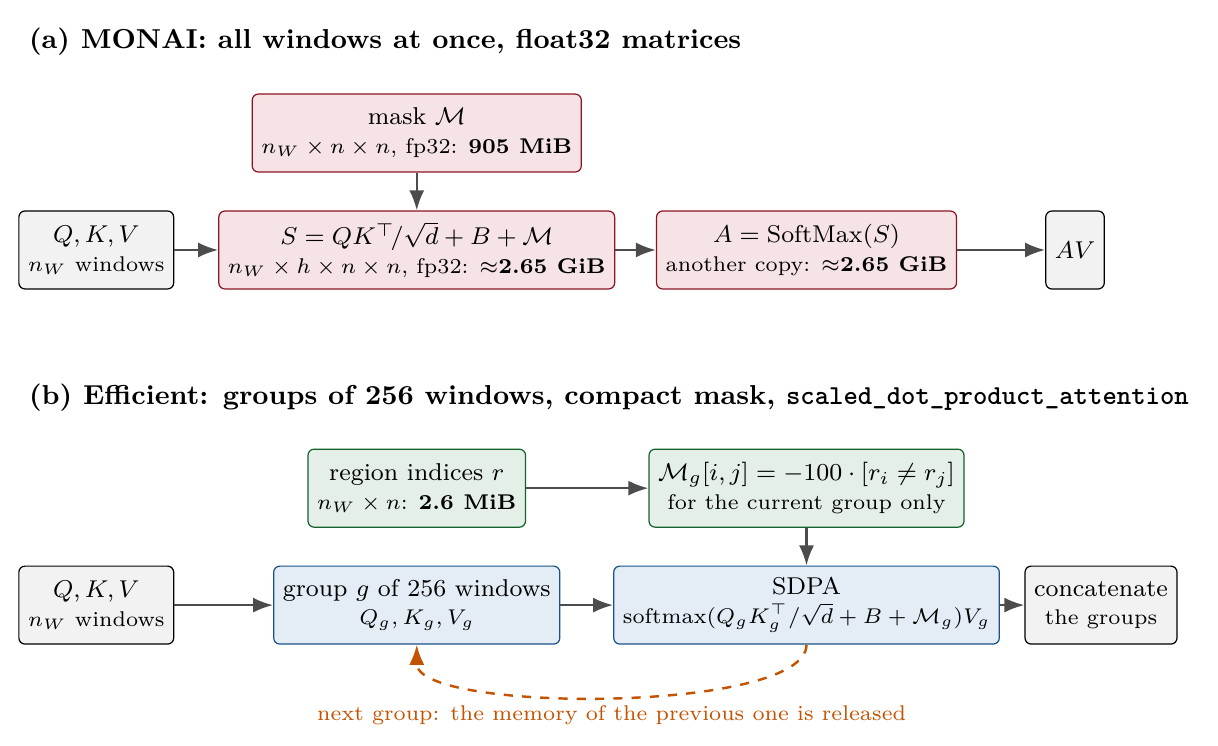 (a) MONAI: all windows at once, float32 matrices
mask ℳ
n_W × n × n, fp32: 905 MiB
Q, K, V
n_W windows
S = QK^⊤/√d + B + ℳ
n_W × h × n × n, fp32: ≈2.65 GiB
A = SoftMax(S)
another copy: ≈2.65 GiB
AV
(b) Efficient: groups of 256 windows, compact mask, scaled_dot_product_attention
region indices r
n_W × n: 2.6 MiB
ℳ_g[i, j] = −100 · [r_i ≠ r_j]
for the current group only
Q, K, V
n_W windows
group g of 256 windows
Q_g, K_g, V_g
SDPA
softmax(Q_g K_g^⊤/√d + B + ℳ_g)V_g
concatenate
the groups
next group: the memory of the previous one is released